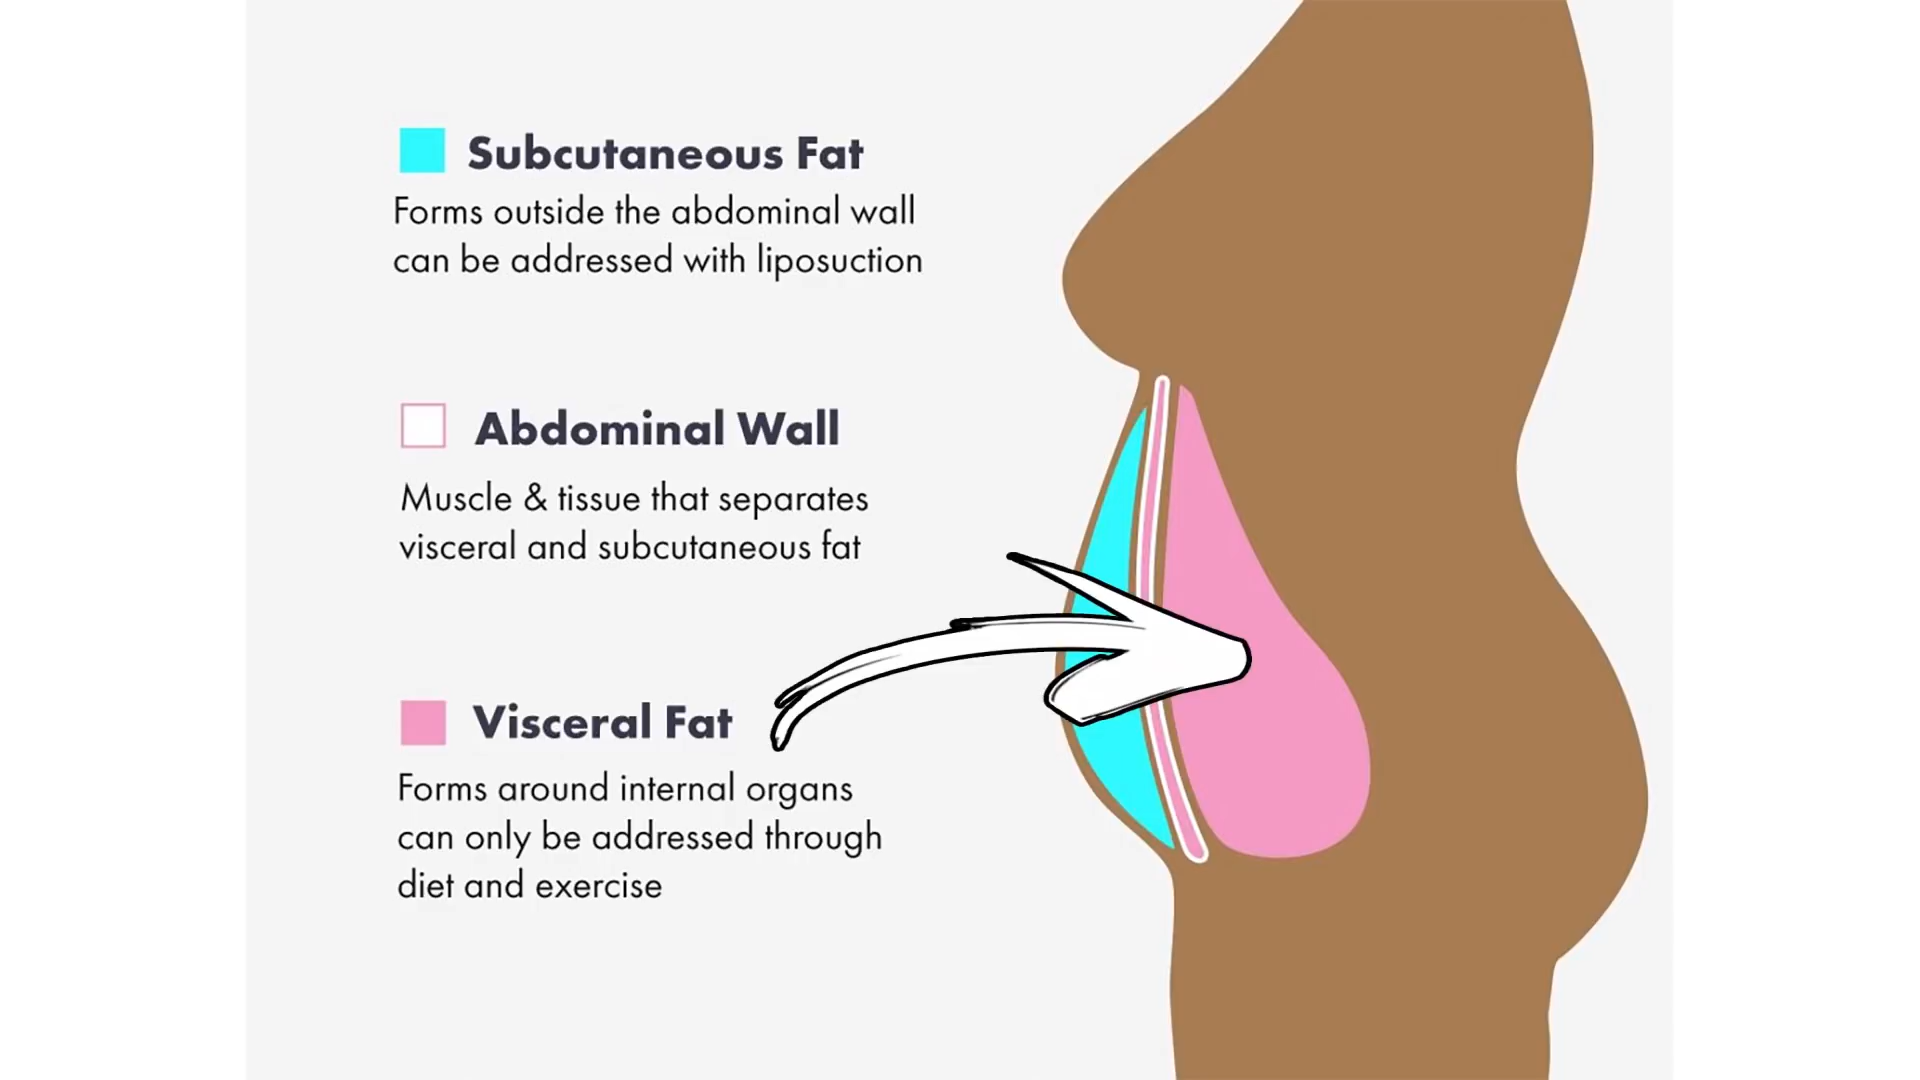 Subcutaneous Fat
Forms outside the abdominal wall
can be addressed with liposuction
Abdominal Wall
Muscle & tissue that separates
visceral and subcutaneous fat
Visceral Fat
Forms around internal organs
can only be addressed through
diet and exercise